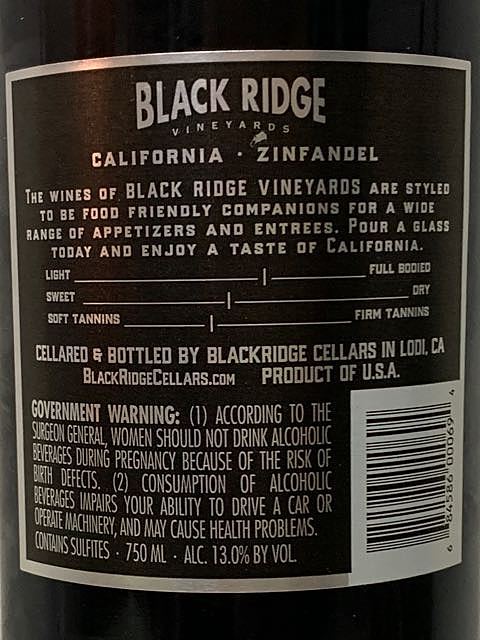 BLACK RIDGE
VINEYARDS
CALIFORNIA · ZINFANDEL
THE WINES OF BLACK RIDGE VINEYARDS ARE STYLED
TO BE FOOD FRIENDLY COMPANIONS FOR A WIDE
RANGE OF APPETIZERS AND ENTREES. POUR A GLASS
TODAY AND ENJOY A TASTE OF CALIFORNIA.
LIGHT FULL BODIED
SWEET DRY
SOFT TANNINS FIRM TANNINS
CELLARED & BOTTLED BY BLACKRIDGE CELLARS IN LODI, CA
BLACKRIDGECELLARS.COM PRODUCT OF U.S.A.
GOVERNMENT WARNING: (1) ACCORDING TO THE
SURGEON GENERAL, WOMEN SHOULD NOT DRINK ALCOHOLIC
BEVERAGES DURING PREGNANCY BECAUSE OF THE RISK OF
BIRTH DEFECTS. (2) CONSUMPTION OF ALCOHOLIC
BEVERAGES IMPAIRS YOUR ABILITY TO DRIVE A CAR OR
OPERATE MACHINERY, AND MAY CAUSE HEALTH PROBLEMS.
CONTAINS SULFITES · 750 ML · ALC. 13.0% BY VOL.
6 84586 00069 4